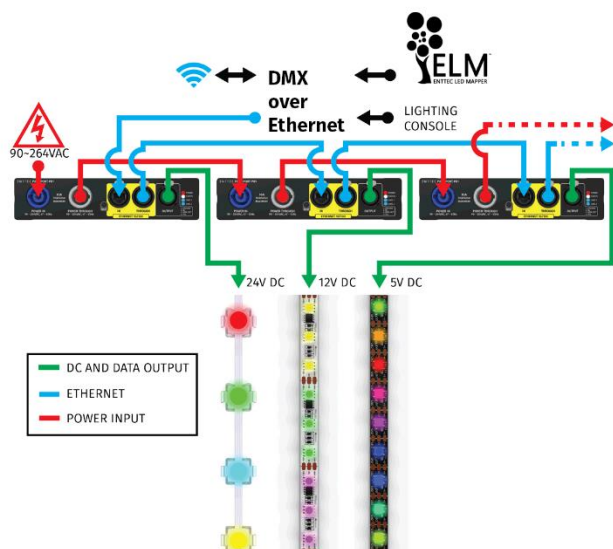 ELM
ENTTEC LED MAPPER
DMX
over
Ethernet
LIGHTING
CONSOLE
90~264VAC
24V DC
12V DC
5V DC
DC AND DATA OUTPUT
ETHERNET
POWER INPUT